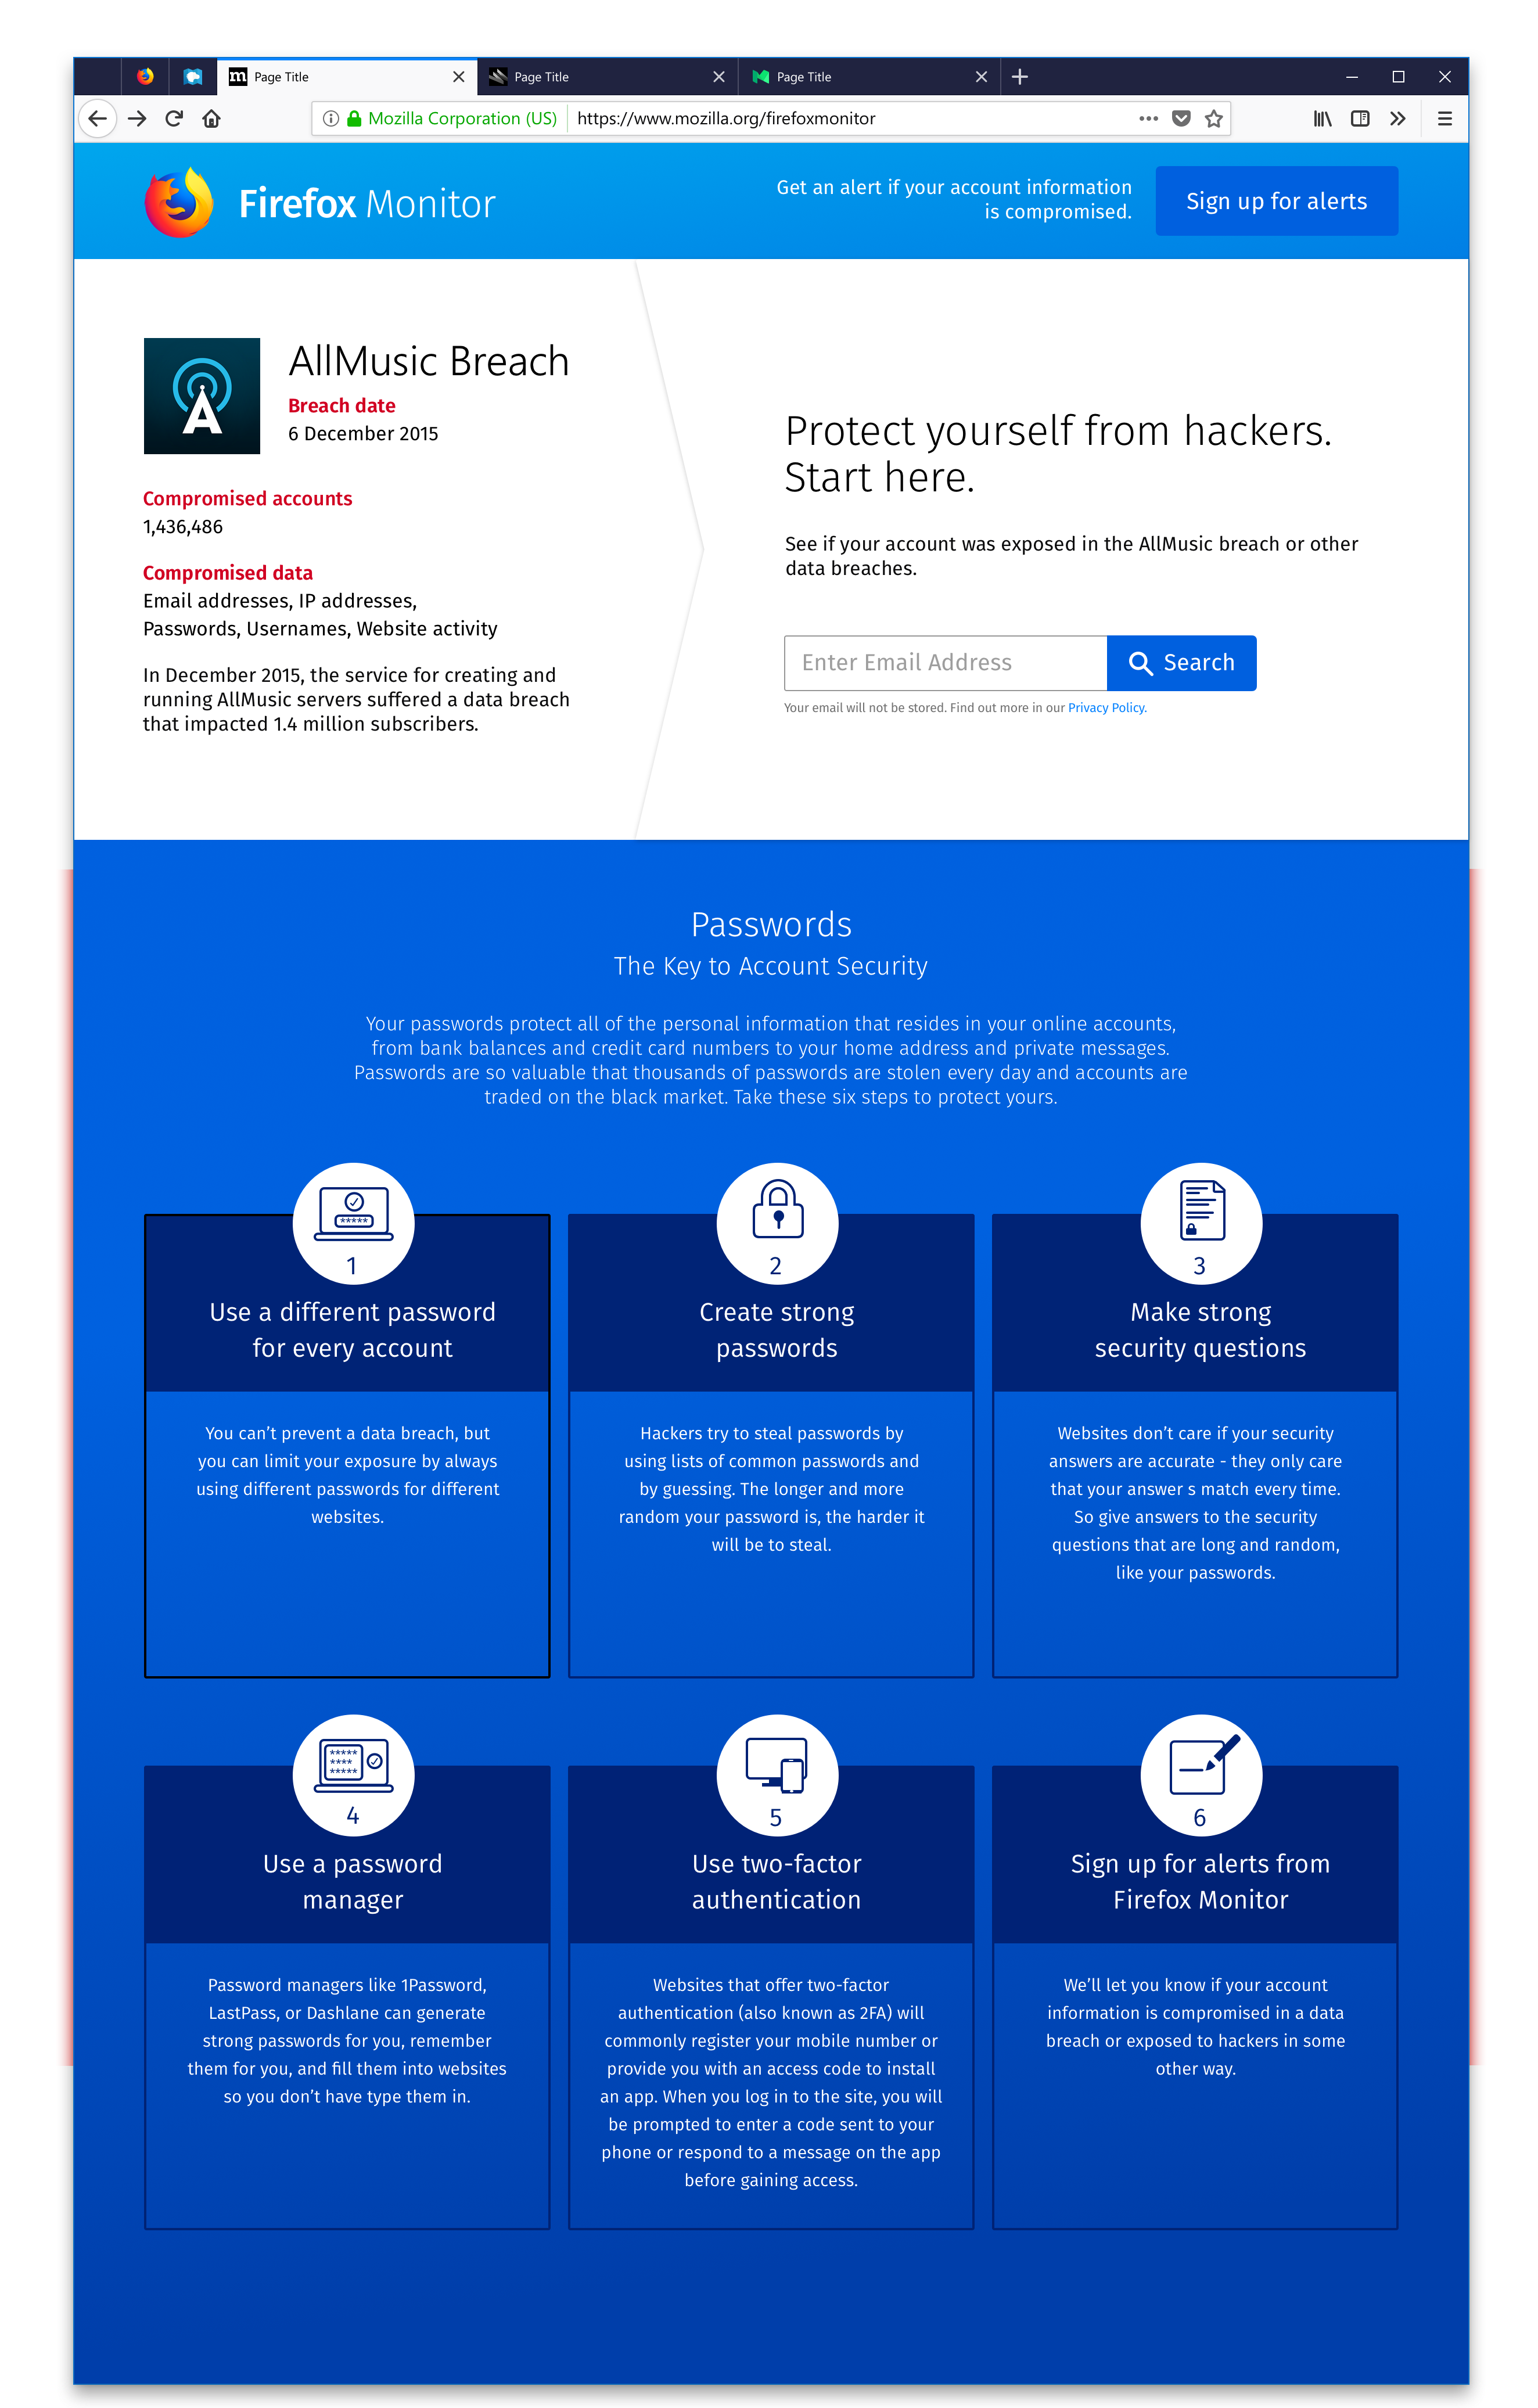 Page Title
Page Title
Page Title
Mozilla Corporation (US)
https://www.mozilla.org/firefoxmonitor
Firefox Monitor
Get an alert if your account information
is compromised.
Sign up for alerts
A
AllMusic Breach
Breach date
6 December 2015
Compromised accounts
1,436,486
Compromised data
Email addresses, IP addresses,
Passwords, Usernames, Website activity
In December 2015, the service for creating and
running AllMusic servers suffered a data breach
that impacted 1.4 million subscribers.
Protect yourself from hackers.
Start here.
See if your account was exposed in the AllMusic breach or other
data breaches.
Enter Email Address
Search
Your email will not be stored. Find out more in our Privacy Policy.
Passwords
The Key to Account Security
Your passwords protect all of the personal information that resides in your online accounts,
from bank balances and credit card numbers to your home address and private messages.
Passwords are so valuable that thousands of passwords are stolen every day and accounts are
traded on the black market. Take these six steps to protect yours.
*****
1
Use a different password
for every account
You can't prevent a data breach, but
you can limit your exposure by always
using different passwords for different
websites.
2
Create strong
passwords
Hackers try to steal passwords by
using lists of common passwords and
by guessing. The longer and more
random your password is, the harder it
will be to steal.
3
Make strong
security questions
Websites don't care if your security
answers are accurate - they only care
that your answer s match every time.
So give answers to the security
questions that are long and random,
like your passwords.
*****
****
*****
4
Use a password
manager
Password managers like 1Password,
LastPass, or Dashlane can generate
strong passwords for you, remember
them for you, and fill them into websites
so you don't have type them in.
5
Use two-factor
authentication
Websites that offer two-factor
authentication (also known as 2FA) will
commonly register your mobile number or
provide you with an access code to install
an app. When you log in to the site, you will
be prompted to enter a code sent to your
phone or respond to a message on the app
before gaining access.
6
Sign up for alerts from
Firefox Monitor
We'll let you know if your account
information is compromised in a data
breach or exposed to hackers in some
other way.